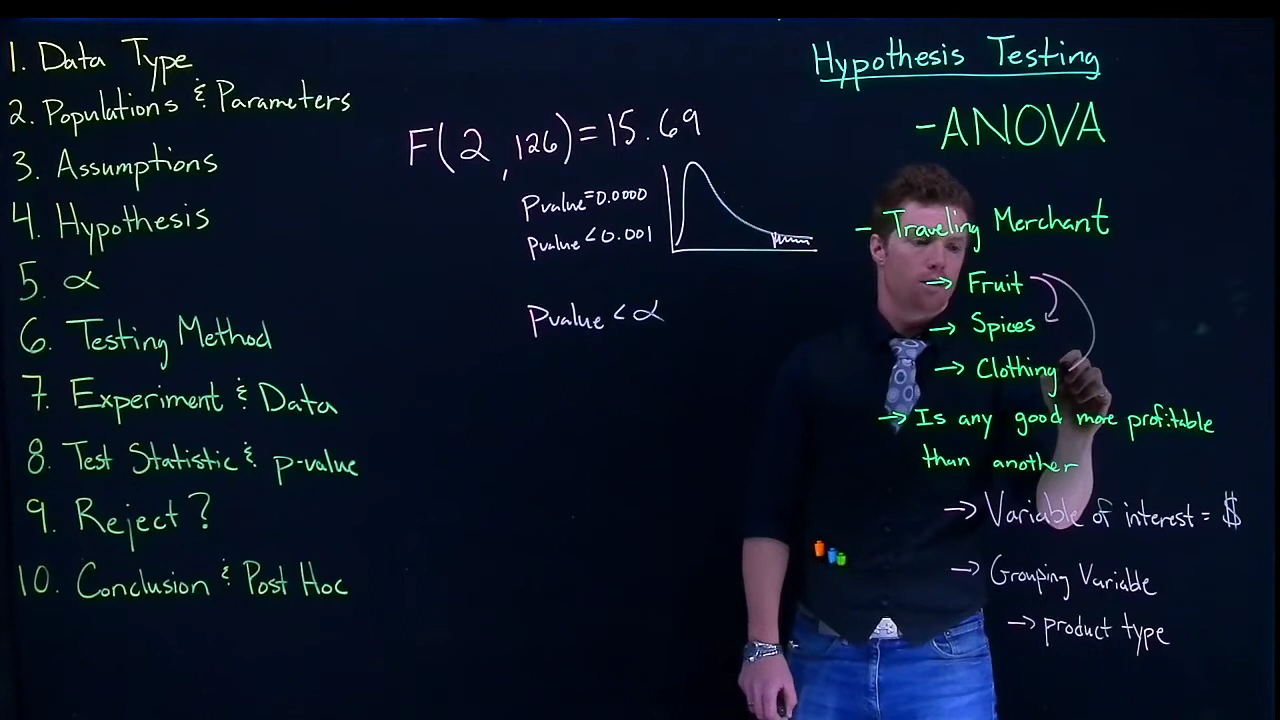 1. Data Type
2. Populations & Parameters
3. Assumptions
4. Hypothesis
5. α
6. Testing Method
7. Experiment & Data
8. Test Statistic & p-value
9. Reject?
10. Conclusion & Post Hoc
F(2, 126) = 15.69
Pvalue = 0.0000
pvalue < 0.001
Pvalue < α
Hypothesis Testing
- ANOVA
- Traveling Merchant
→ Fruit
→ Spices
→ Clothing
→ Is any good more profitable
than another
→ Variable of interest = $
→ Grouping Variable
→ product type